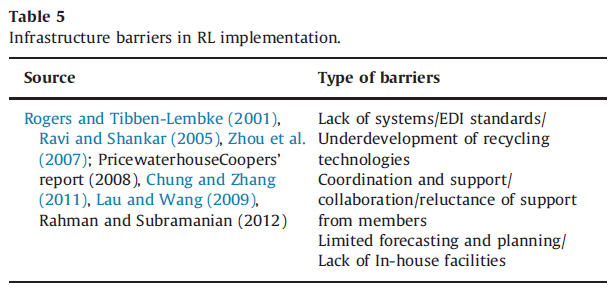 Table 5
Infrastructure barriers in RL implementation.
Source
Type of barriers
Rogers and Tibben-Lembke (2001),
Ravi and Shankar (2005), Zhou et al.
(2007); PricewaterhouseCoopers'
report (2008), Chung and Zhang
(2011), Lau and Wang (2009),
Rahman and Subramanian (2012)
Lack of systems/EDI standards/
Underdevelopment of recycling
technologies
Coordination and support/
collaboration/reluctance of support
from members
Limited forecasting and planning/
Lack of In-house facilities